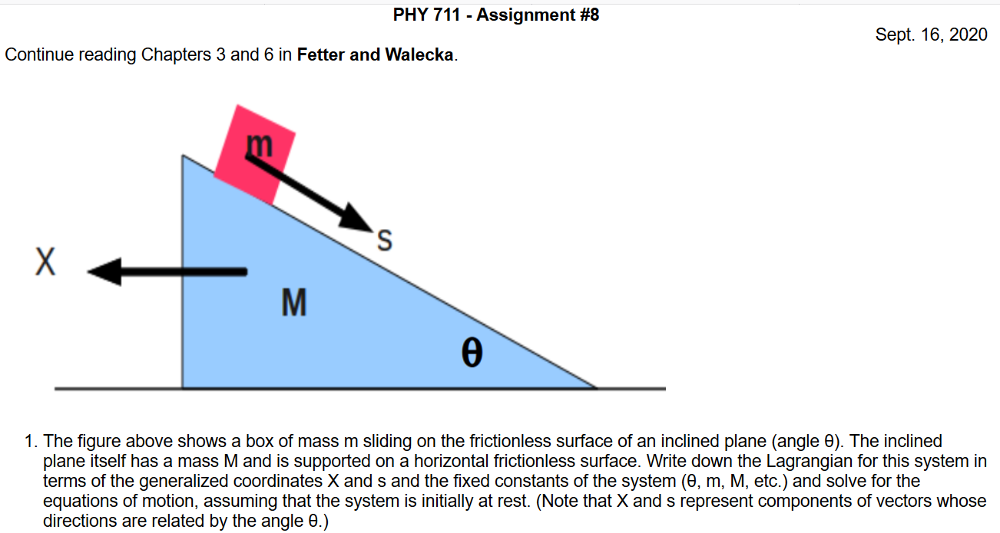 PHY 711 - Assignment #8
Sept. 16, 2020
Continue reading Chapters 3 and 6 in Fetter and Walecka.
m
s
X
M
θ
1. The figure above shows a box of mass m sliding on the frictionless surface of an inclined plane (angle θ). The inclined
plane itself has a mass M and is supported on a horizontal frictionless surface. Write down the Lagrangian for this system in
terms of the generalized coordinates X and s and the fixed constants of the system (θ, m, M, etc.) and solve for the
equations of motion, assuming that the system is initially at rest. (Note that X and s represent components of vectors whose
directions are related by the angle θ.)